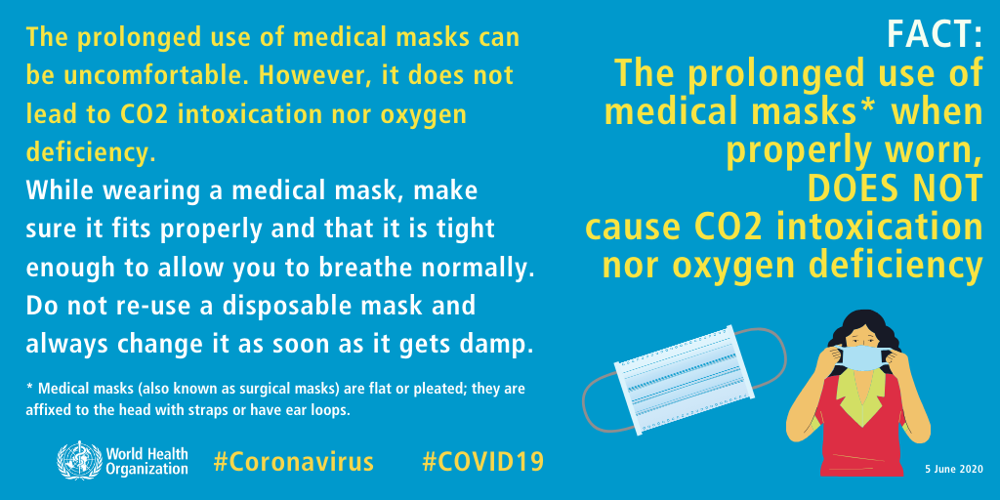 The prolonged use of medical masks can
be uncomfortable. However, it does not
lead to CO2 intoxication nor oxygen
deficiency.
While wearing a medical mask, make
sure it fits properly and that it is tight
enough to allow you to breathe normally.
Do not re-use a disposable mask and
always change it as soon as it gets damp.
* Medical masks (also known as surgical masks) are flat or pleated; they are
affixed to the head with straps or have ear loops.
World Health
Organization
#Coronavirus
#COVID19
FACT:
The prolonged use of
medical masks* when
properly worn,
DOES NOT
cause CO2 intoxication
nor oxygen deficiency
5 June 2020